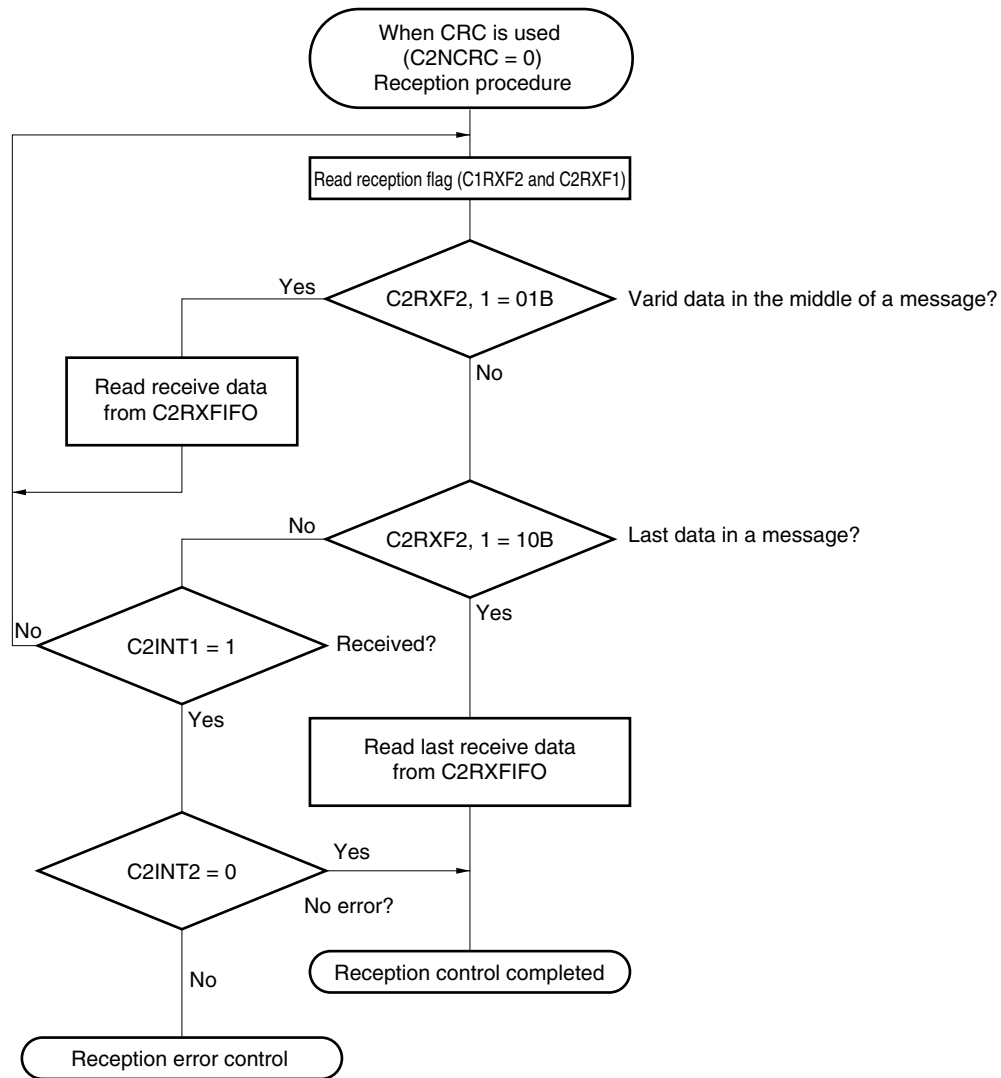 When CRC is used
(C2NCRC = 0)
Reception procedure
Read reception flag (C1RXF2 and C2RXF1)
Yes
C2RXF2, 1 = 01B
Varid data in the middle of a message?
No
Read receive data
from C2RXFIFO
No
C2RXF2, 1 = 10B
Last data in a message?
Yes
No
C2INT1 = 1
Received?
Yes
Read last receive data
from C2RXFIFO
C2INT2 = 0
Yes
No error?
No
Reception control completed
Reception error control